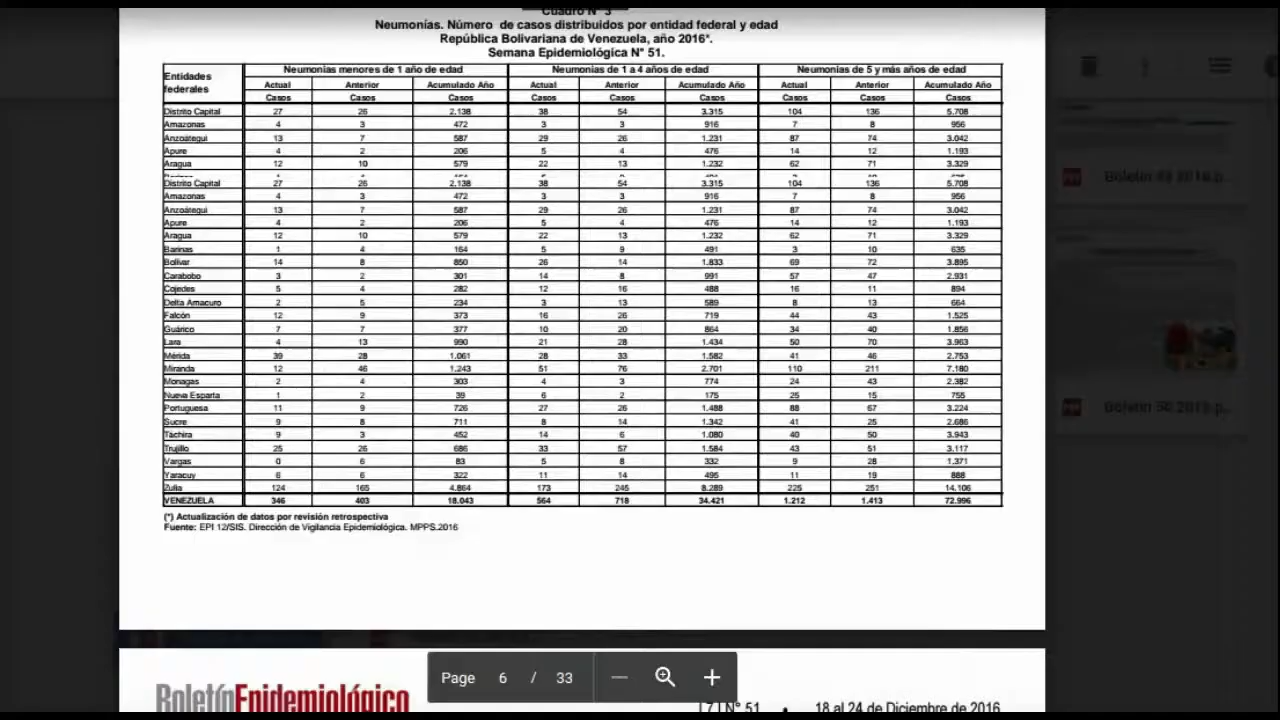 Cuadro N° 3
Neumonías. Número de casos distribuidos por entidad federal y edad
República Bolivariana de Venezuela, año 2016*.
Semana Epidemiológica N° 51.
Entidades federales Neumonías menores de 1 año de edad Neumonías de 1 a 4 años de edad Neumonías de 5 y más años de edad
Actual Anterior Acumulado Año Actual Anterior Acumulado Año Actual Anterior Acumulado Año
Casos Casos Casos Casos Casos Casos Casos Casos Casos
Distrito Capital 27 26 2.138 38 54 3.315 104 136 5.708
Amazonas 4 3 472 3 3 916 7 8 956
Anzoátegui 13 7 587 29 26 1.231 87 74 3.042
Apure 4 2 206 5 4 476 14 12 1.193
Aragua 12 10 579 22 13 1.232 62 71 3.329
Distrito Capital 27 26 2.138 38 54 3.315 104 136 5.708
Amazonas 4 3 472 3 3 916 7 8 956
Anzoátegui 13 7 587 29 26 1.231 87 74 3.042
Apure 4 2 206 5 4 476 14 12 1.193
Aragua 12 10 579 22 13 1.232 62 71 3.329
Barinas 1 4 164 5 9 491 3 10 635
Bolívar 14 8 850 26 14 1.833 69 72 3.895
Carabobo 3 2 301 14 8 991 57 47 2.931
Cojedes 5 4 282 12 16 488 16 11 894
Delta Amacuro 2 5 234 3 13 589 8 13 664
Falcón 12 9 373 16 26 719 44 43 1.525
Guárico 7 7 377 10 20 864 34 40 1.856
Lara 4 13 990 21 28 1.434 50 70 3.963
Mérida 39 28 1.061 28 33 1.582 41 46 2.753
Miranda 12 46 1.243 51 76 2.701 110 211 7.180
Monagas 2 4 303 4 3 774 24 43 2.382
Nueva Esparta 1 2 39 6 2 175 25 15 755
Portuguesa 11 9 726 27 26 1.488 88 67 3.224
Sucre 9 8 711 8 14 1.342 41 25 2.686
Táchira 9 3 452 14 6 1.080 40 50 3.943
Trujillo 25 26 686 33 57 1.584 43 51 3.117
Vargas 0 6 83 5 8 332 9 28 1.371
Yaracuy 6 6 322 11 14 495 11 19 888
Zulia 124 165 4.864 173 245 8.289 225 251 14.106
VENEZUELA 346 403 18.043 564 718 34.421 1.212 1.413 72.996
(*) Actualización de datos por revisión retrospectiva
Fuente: EPI 12/SIS. Dirección de Vigilancia Epidemiológica. MPPS.2016
Page 6 / 33
BoletínEpidemiológico
[7] N° 51 • 18 al 24 de Diciembre de 2016
Boletín 50 2016.p...